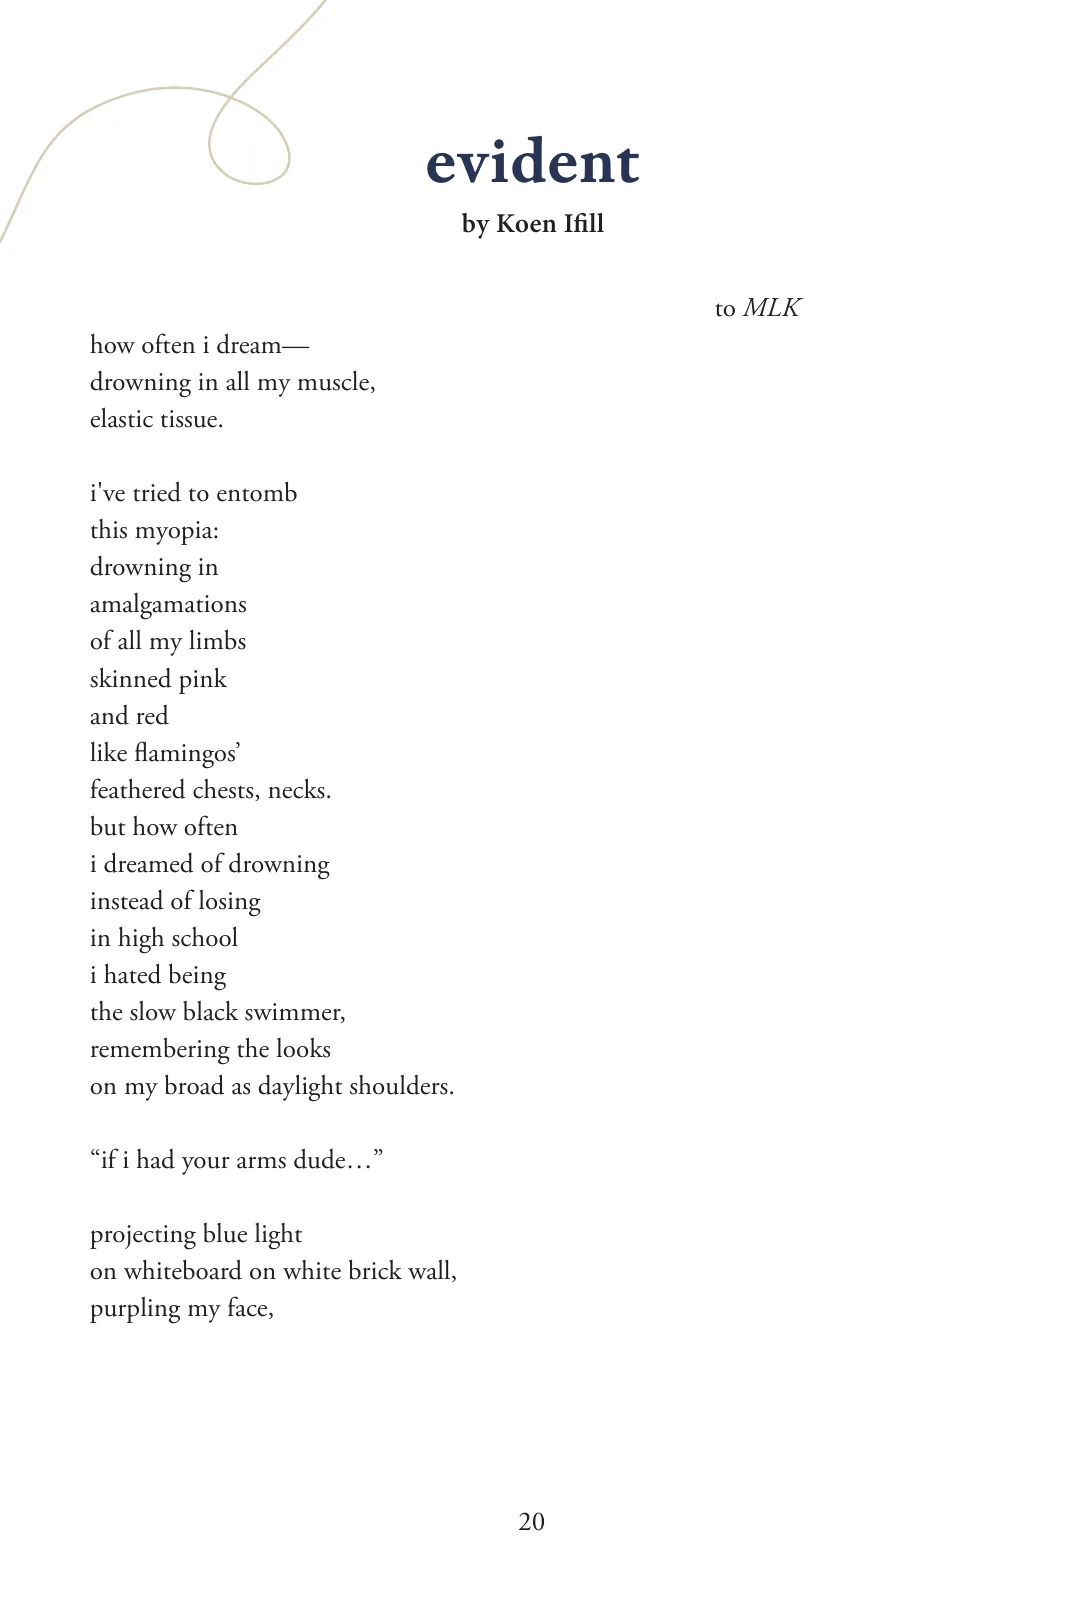 evident
by Koen Ifill
to MLK
how often i dream—
drowning in all my muscle,
elastic tissue.
i've tried to entomb
this myopia:
drowning in
amalgamations
of all my limbs
skinned pink
and red
like flamingos’
feathered chests, necks.
but how often
i dreamed of drowning
instead of losing
in high school
i hated being
the slow black swimmer,
remembering the looks
on my broad as daylight shoulders.
“if i had your arms dude…”
projecting blue light
on whiteboard on white brick wall,
purpling my face,
20